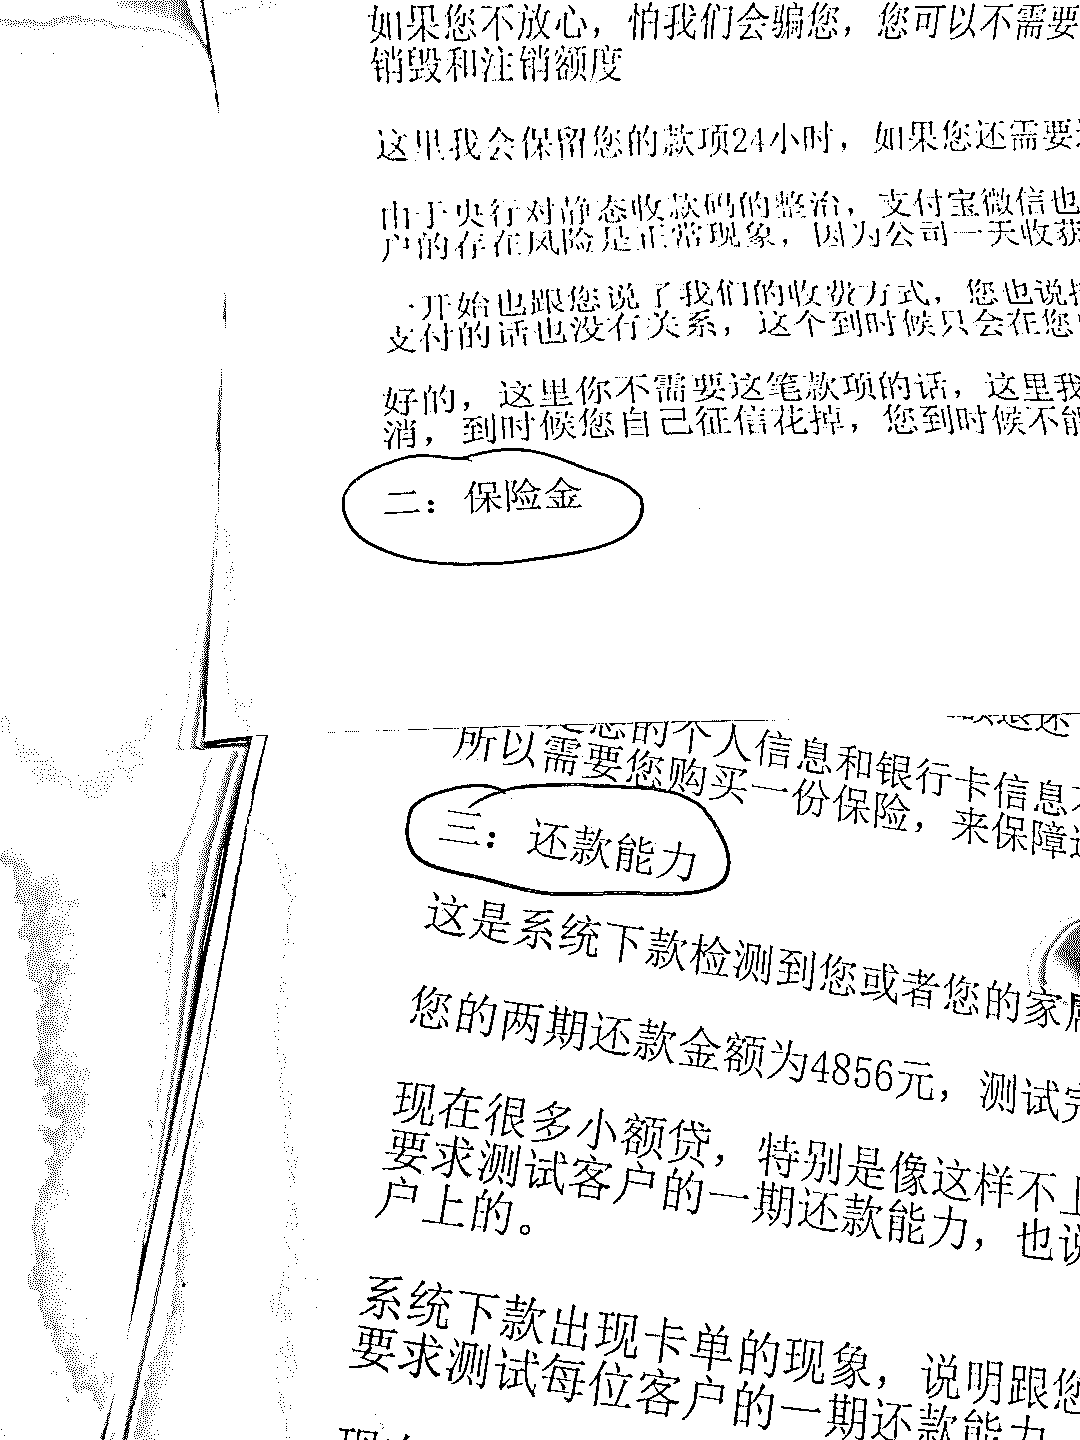 如果您不放心，怕我们会骗您，您可以不需要
销毁和注销额度
这里我会保留您的款项24小时，如果您还需要
由于央行对静态收款码的整治，支付宝微信也
户的存在风险是正常现象，因为公司一天收获
一开始也跟您说了我们的收费方式，您也说
支付的话也没有关系，这个到时候只会在您
好的，这里你不需要这笔款项的话，这里我
消，到时候您自己征信花掉，您到时候不能
二：保险金
您的个人信息和银行卡信息
所以需要您购买一份保险，来保障
三：还款能力
这是系统下款检测到您或者您的家
您的两期还款金额为4856元，测试完
现在很多小额贷，特别是像这样不上
要求测试客户的一期还款能力，也说
户上的。
系统下款出现卡单的现象，说明跟您
要求测试每位客户的一期还款能力